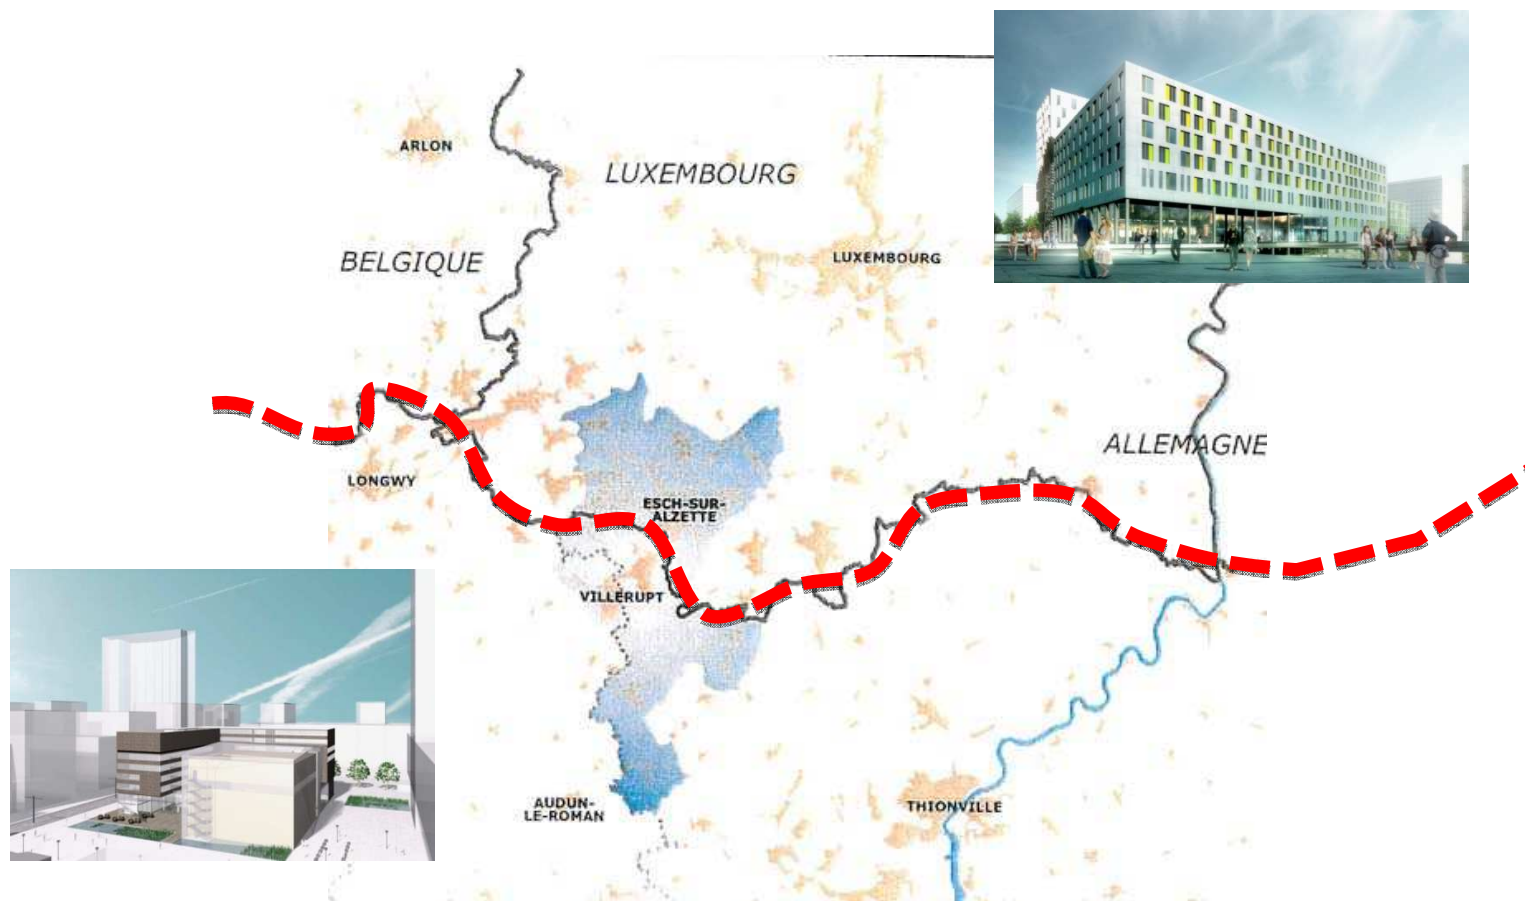 ARLON
LUXEMBOURG
BELGIQUE
LUXEMBOURG
ALLEMAGNE
LONGWY
ESCH-SUR-
ALZETTE
VILLERUPT
AUDUN-
LE-ROMAN
THIONVILLE